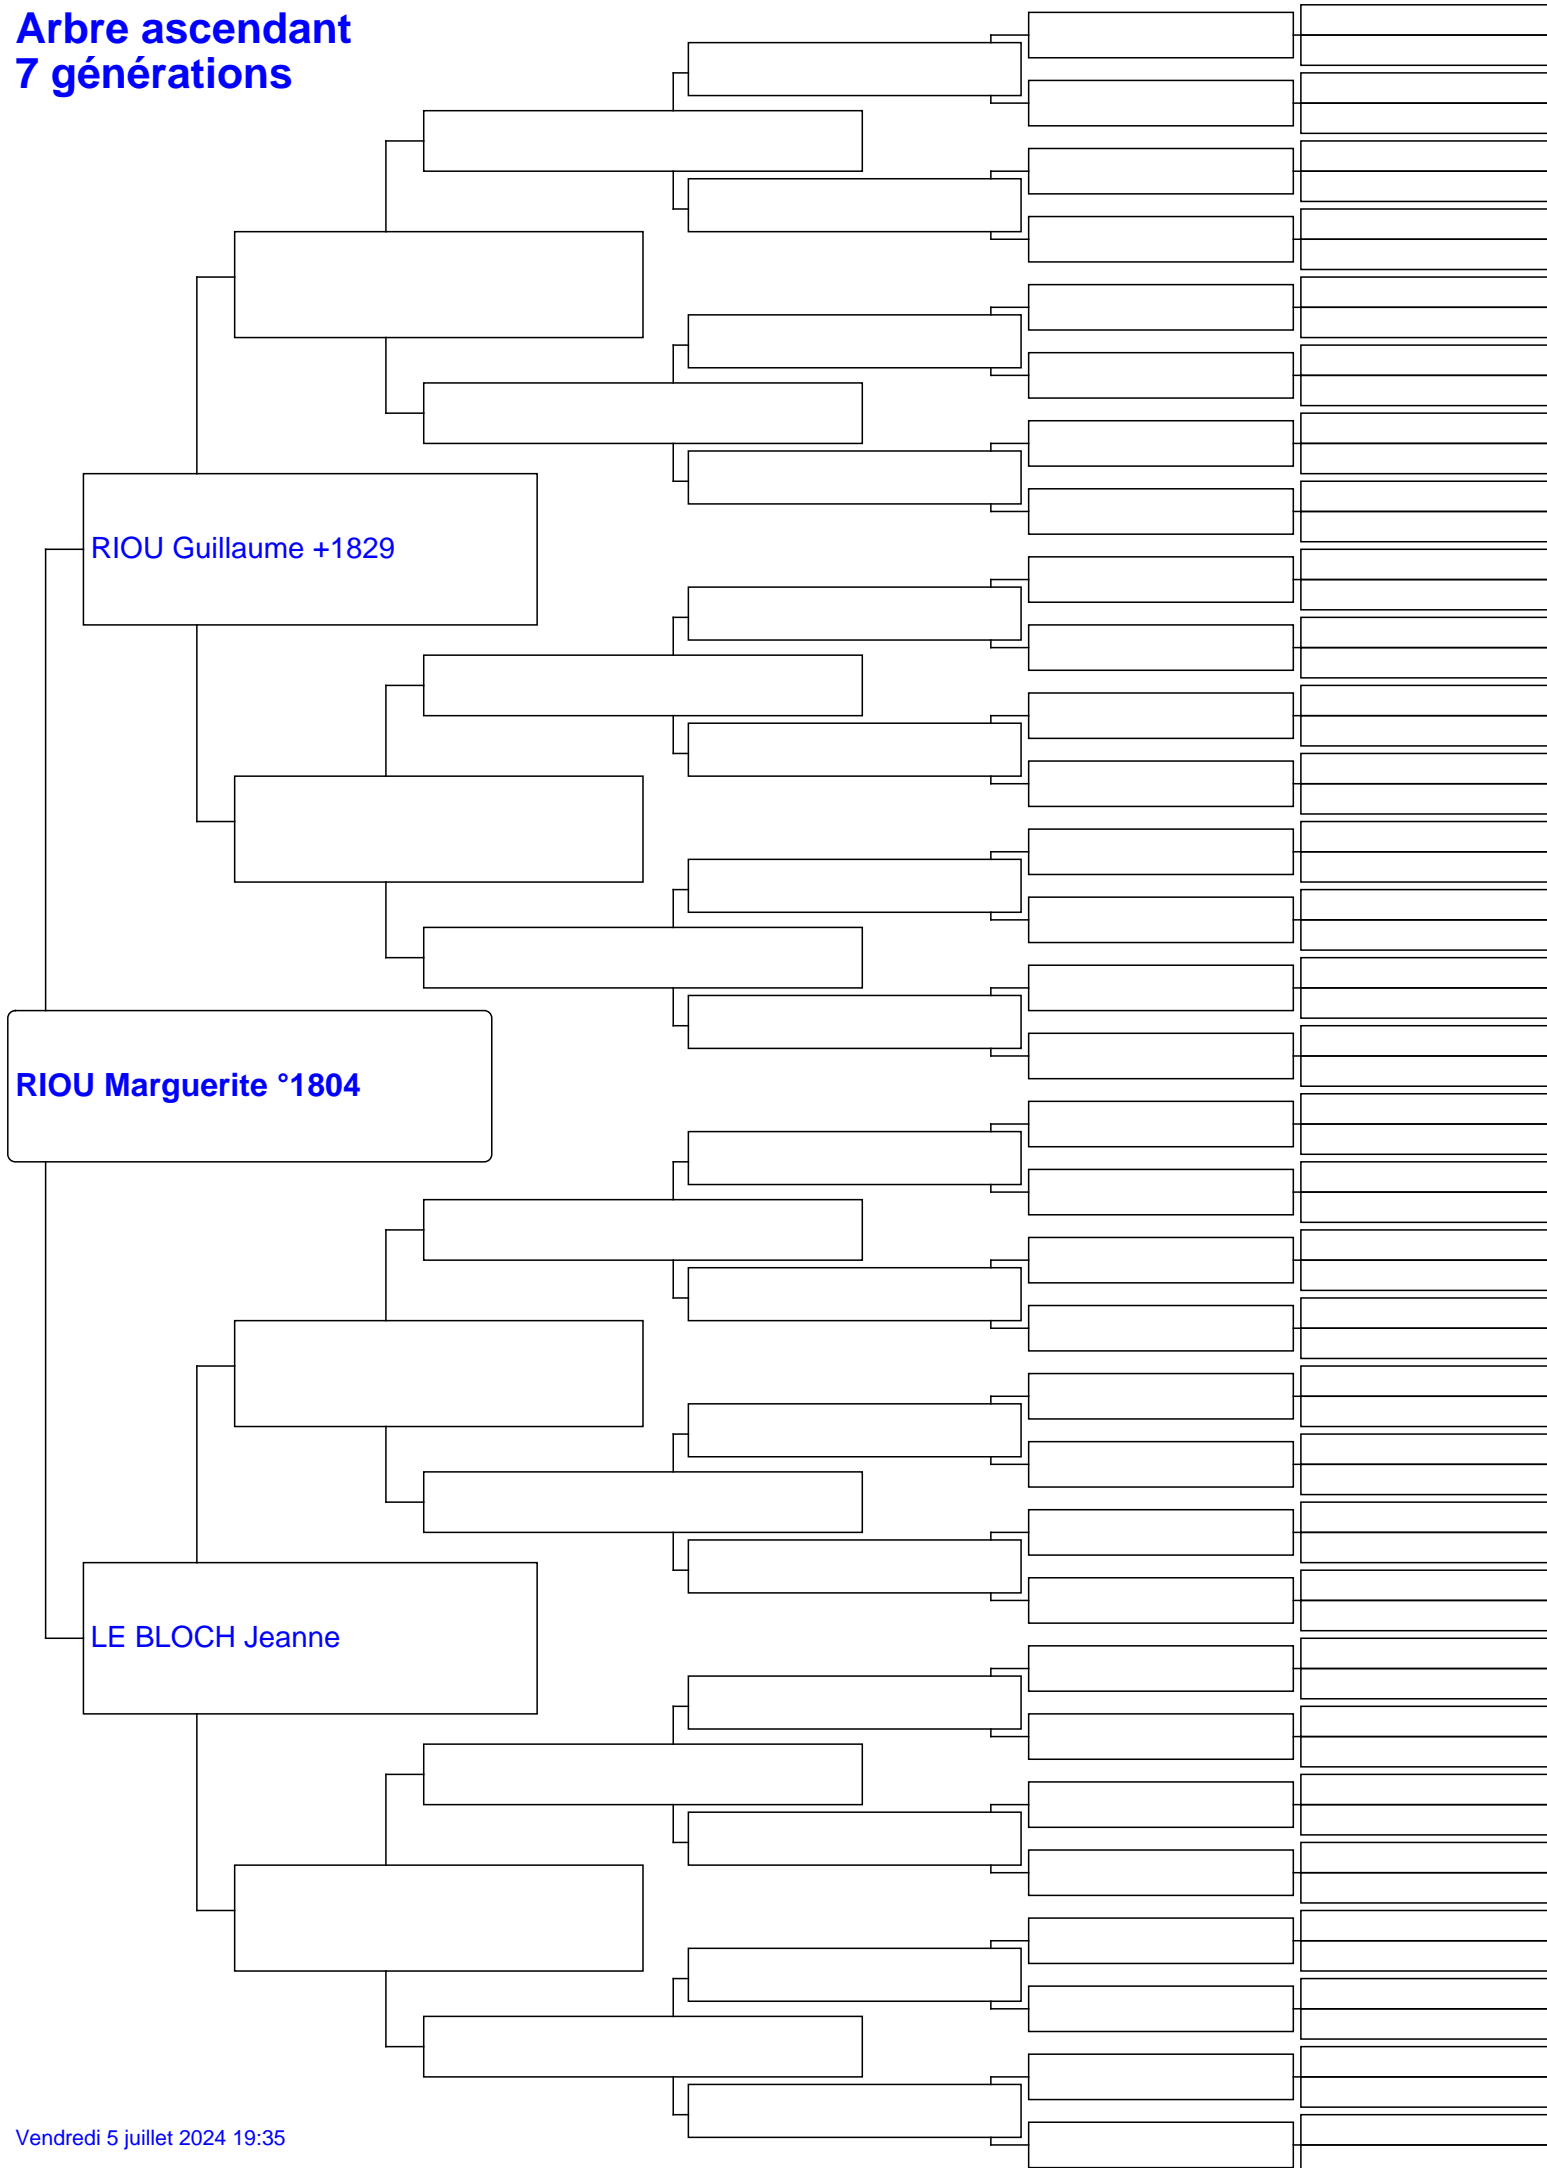 Arbre ascendant
7 générations
RIOU Guillaume +1829
RIOU Marguerite °1804
LE BLOCH Jeanne
Vendredi 5 juillet 2024 19:35